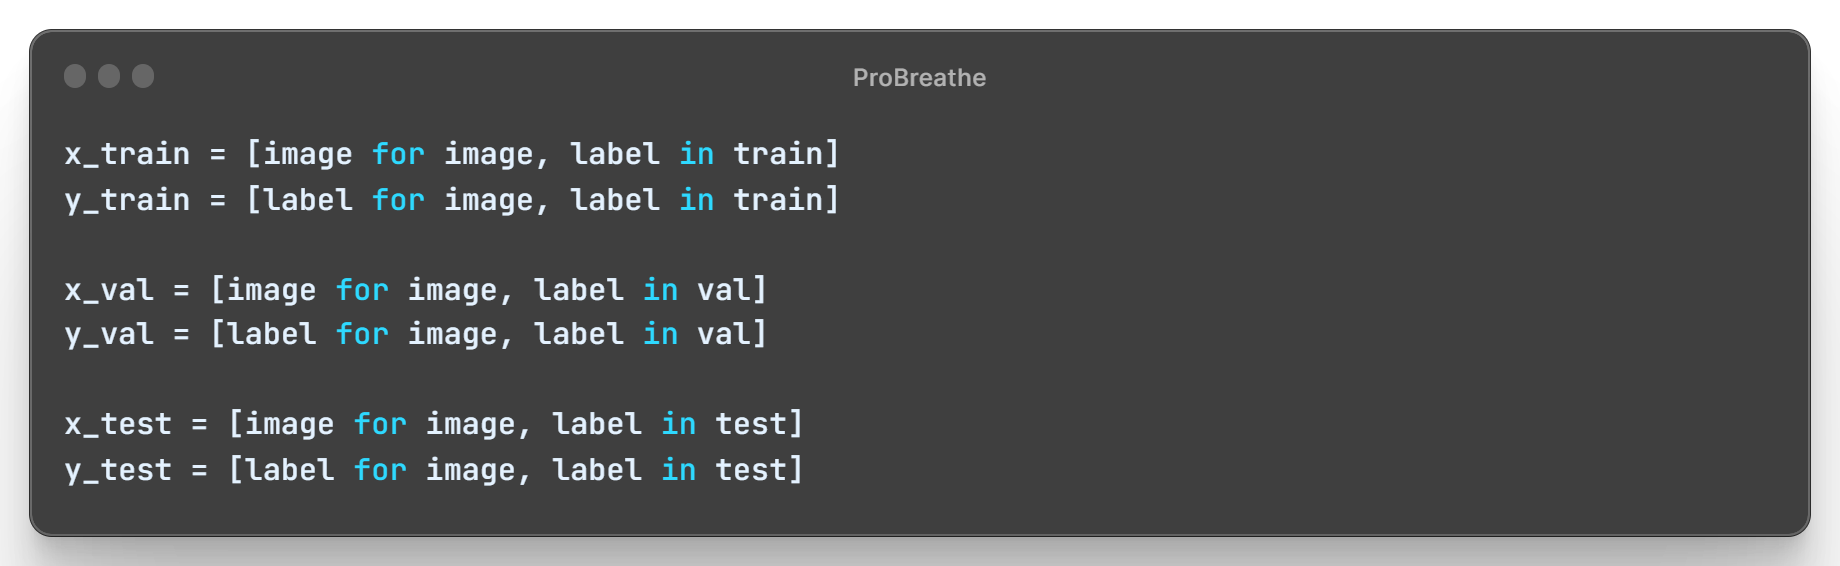 ProBreathe
x_train = [image for image, label in train]
y_train = [label for image, label in train]
x_val = [image for image, label in val]
y_val = [label for image, label in val]
x_test = [image for image, label in test]
y_test = [label for image, label in test]